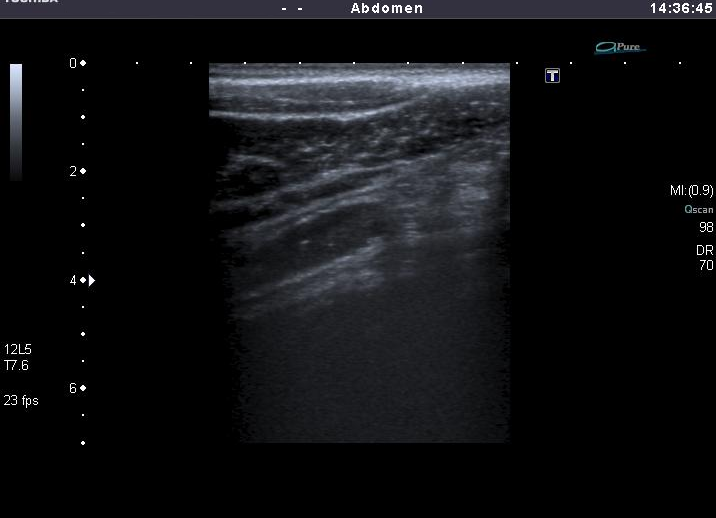 - - Abdomen 14:36:45
aPure
0
T
2
MI:(0.9)
Qscan
98
DR
70
4
12L5
T7.6
6
23 fps